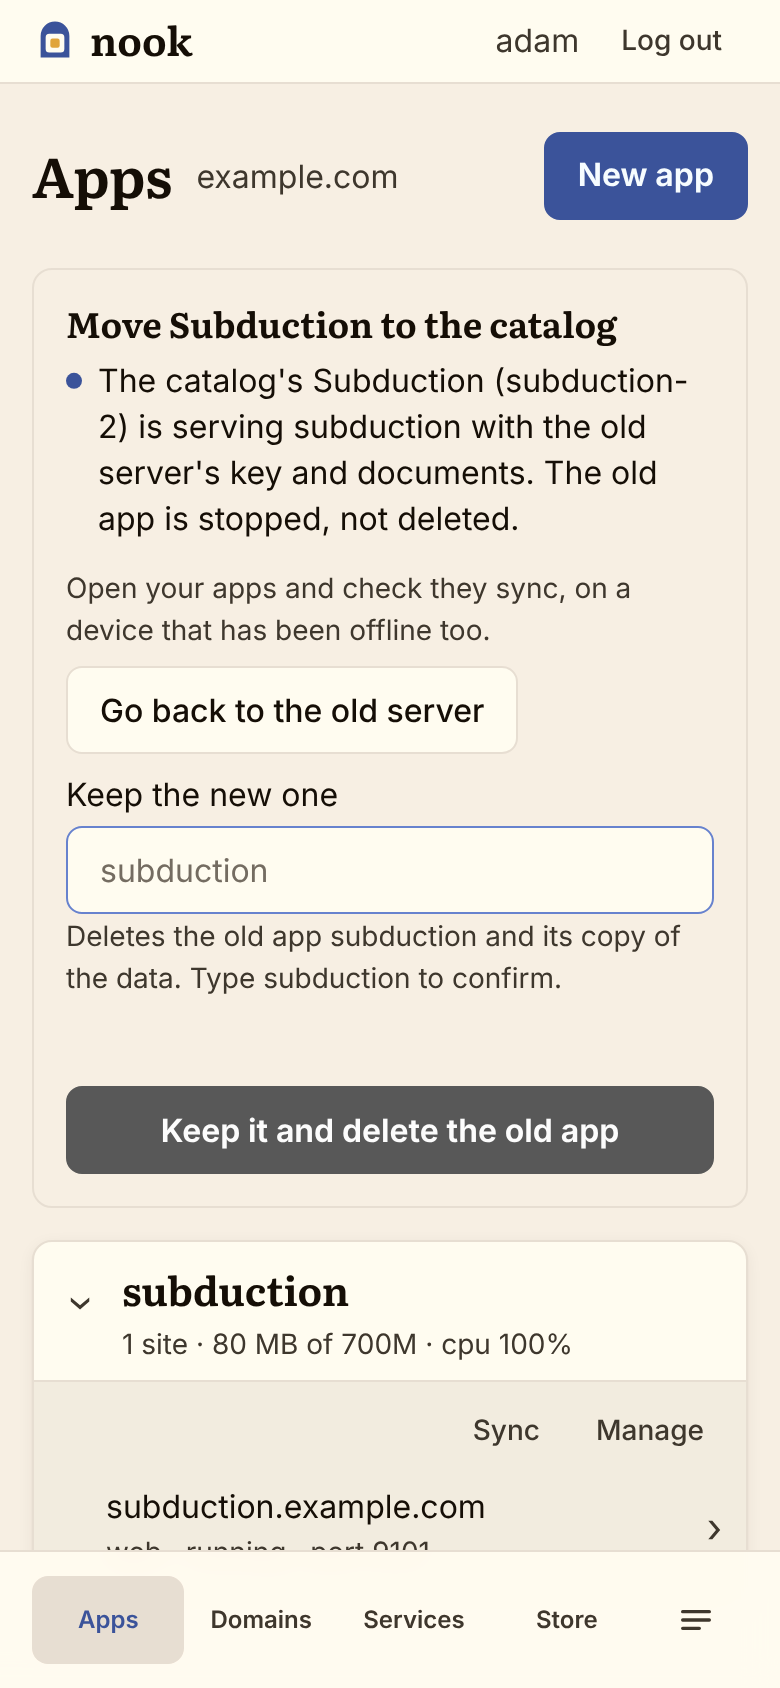 nook
adam
Log out
Apps
example.com
New app
Move Subduction to the catalog
The catalog's Subduction (subduction-
2) is serving subduction with the old
server's key and documents. The old
app is stopped, not deleted.
Open your apps and check they sync, on a
device that has been offline too.
Go back to the old server
Keep the new one
subduction
Deletes the old app subduction and its copy of
the data. Type subduction to confirm.
Keep it and delete the old app
subduction
1 site · 80 MB of 700M · cpu 100%
Sync
Manage
subduction.example.com
web · running · port 9101
Apps
Domains
Services
Store